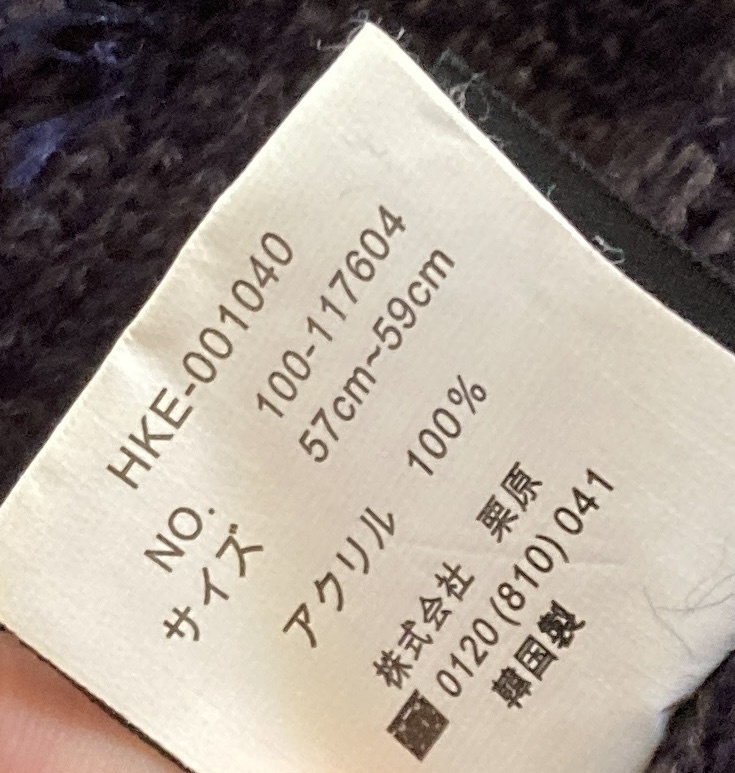 HKE-001040
NO. 100-117604
サイズ 57cm~59cm
アクリル 100%
株式会社 栗原
0120(810)041
韓国製